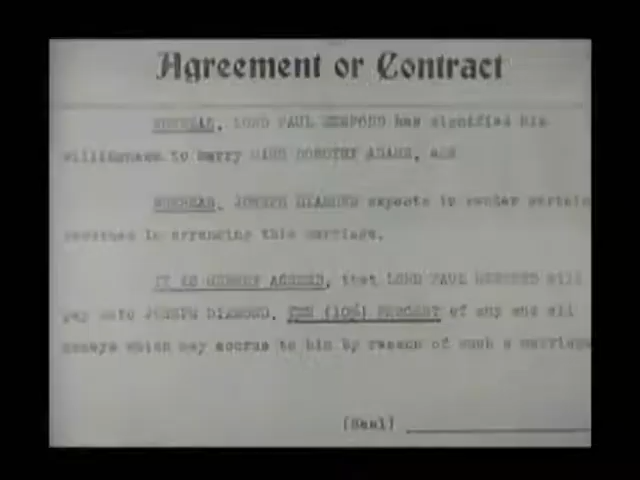 Agreement or Contract
WHEREAS, LORD PAUL has signified his
willingness to marry MISS DOROTHY ADAMS, and
WHEREAS, JOSEPH DIAMOND expects to render certain
services in arranging this marriage,
IT IS HEREBY AGREED, that LORD PAUL will
pay unto JOSEPH DIAMOND, TEN (10%) PERCENT of any and all
moneys which may accrue to him by reason of such a marriage
(Seal)